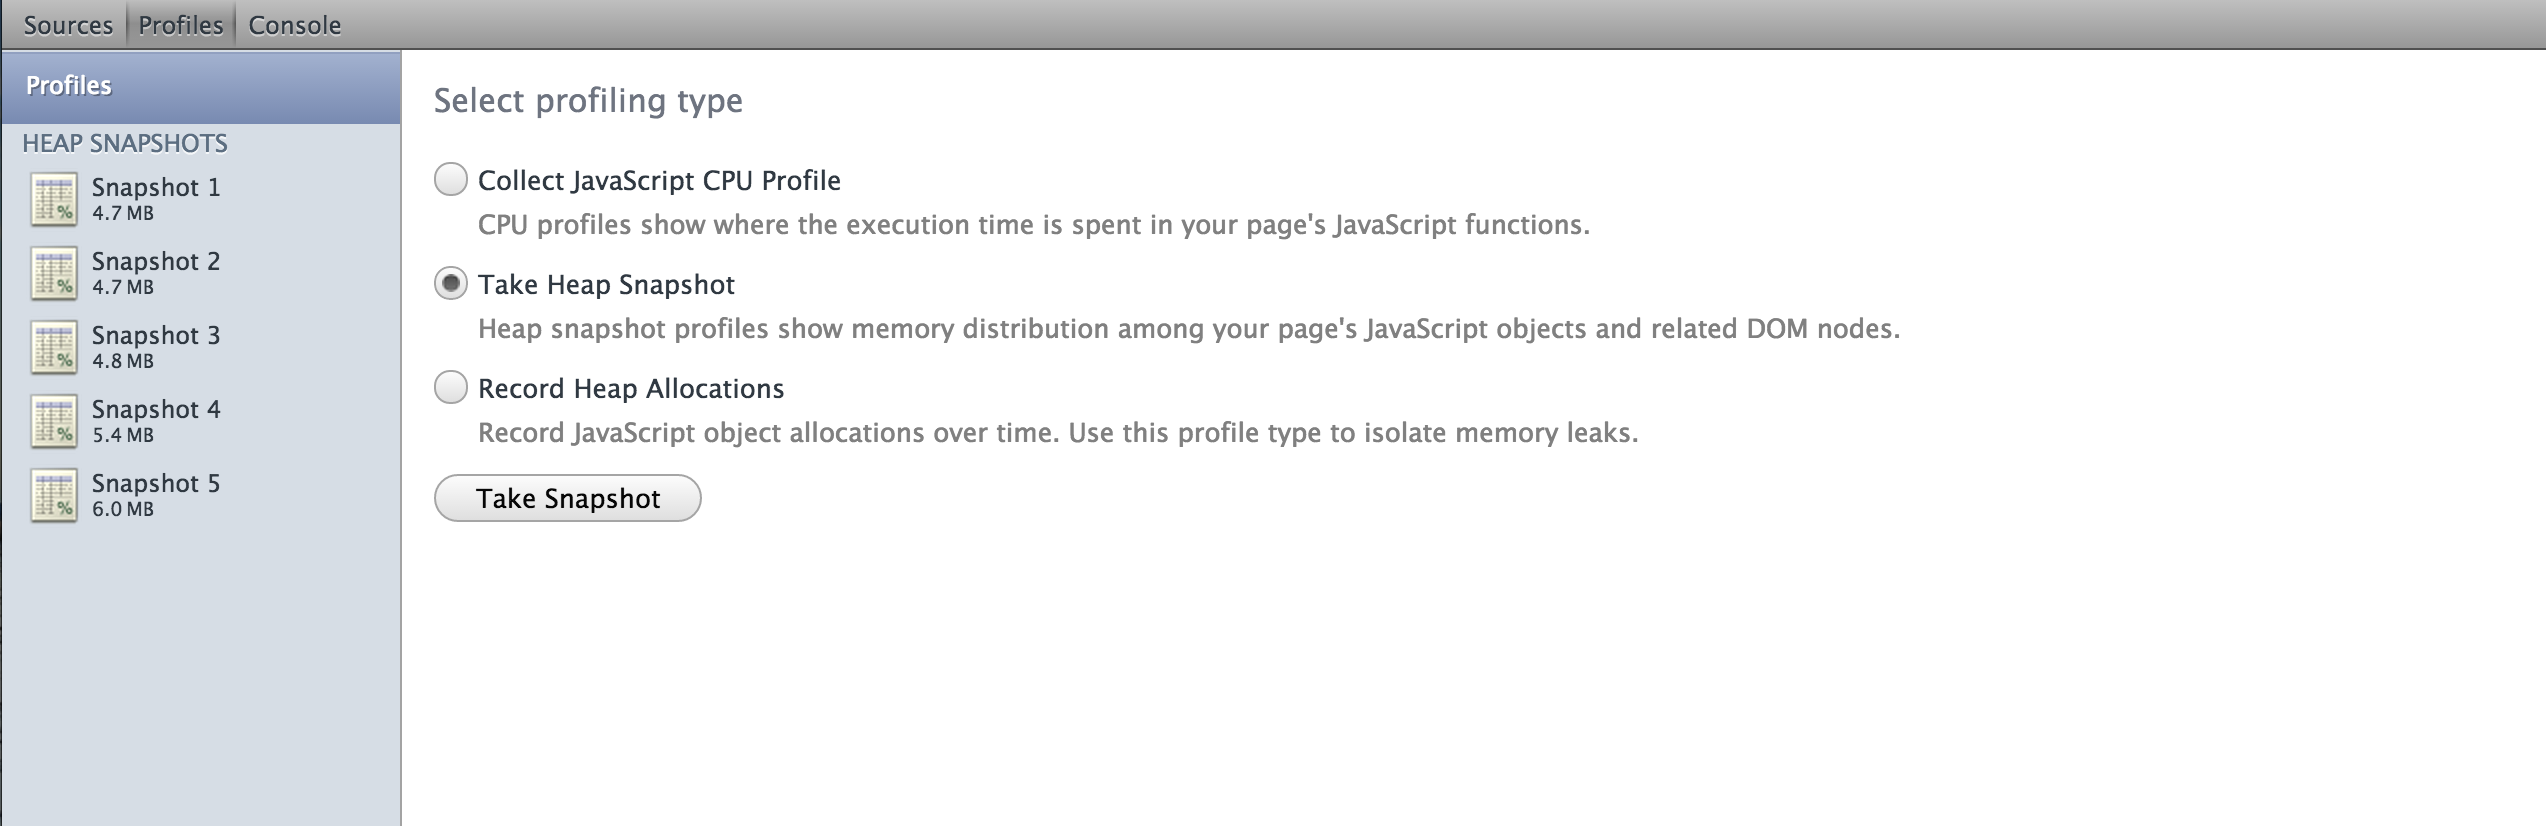 Sources Profiles Console
Profiles
HEAP SNAPSHOTS
Snapshot 1
4.7 MB
Snapshot 2
4.7 MB
Snapshot 3
4.8 MB
Snapshot 4
5.4 MB
Snapshot 5
6.0 MB
Select profiling type
Collect JavaScript CPU Profile
CPU profiles show where the execution time is spent in your page's JavaScript functions.
Take Heap Snapshot
Heap snapshot profiles show memory distribution among your page's JavaScript objects and related DOM nodes.
Record Heap Allocations
Record JavaScript object allocations over time. Use this profile type to isolate memory leaks.
Take Snapshot